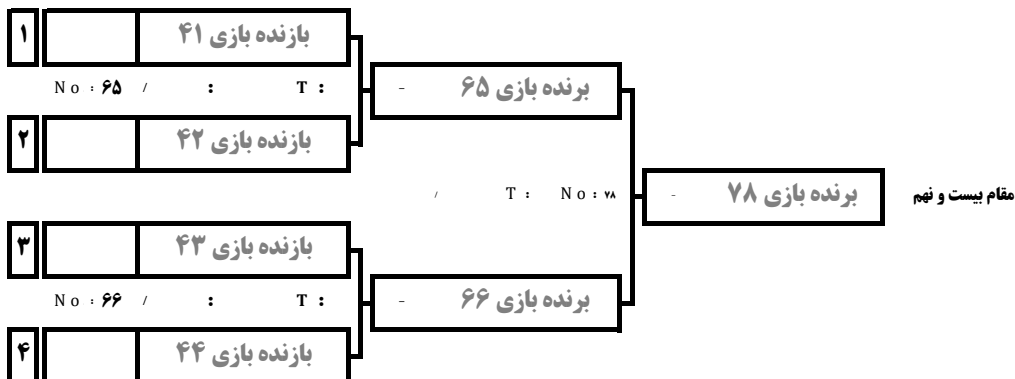 ۱ بازنده بازی ۴۱
No : ۶۵ / : T :
برنده بازی ۶۵ -
۲ بازنده بازی ۴۲
/ T : No : ۷۸
برنده بازی ۷۸ -
مقام بیست و نهم
۳ بازنده بازی ۴۳
No : ۶۶ / : T :
برنده بازی ۶۶ -
۴ بازنده بازی ۴۴